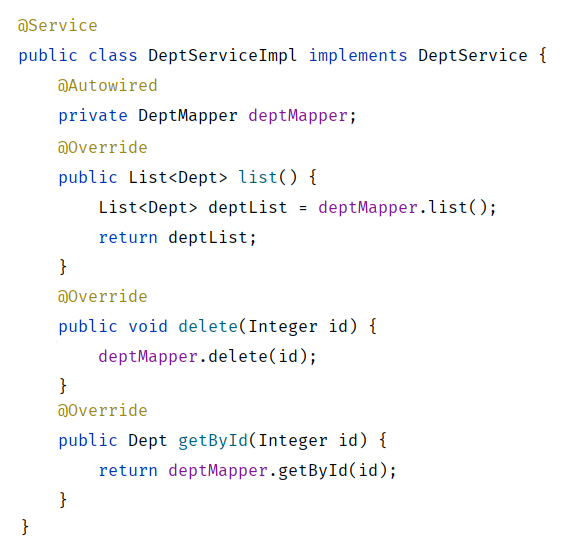 @Service
public class DeptServiceImpl implements DeptService {
    @Autowired
    private DeptMapper deptMapper;
    @Override
    public List<Dept> list() {
        List<Dept> deptList = deptMapper.list();
        return deptList;
    }
    @Override
    public void delete(Integer id) {
        deptMapper.delete(id);
    }
    @Override
    public Dept getById(Integer id) {
        return deptMapper.getById(id);
    }
}